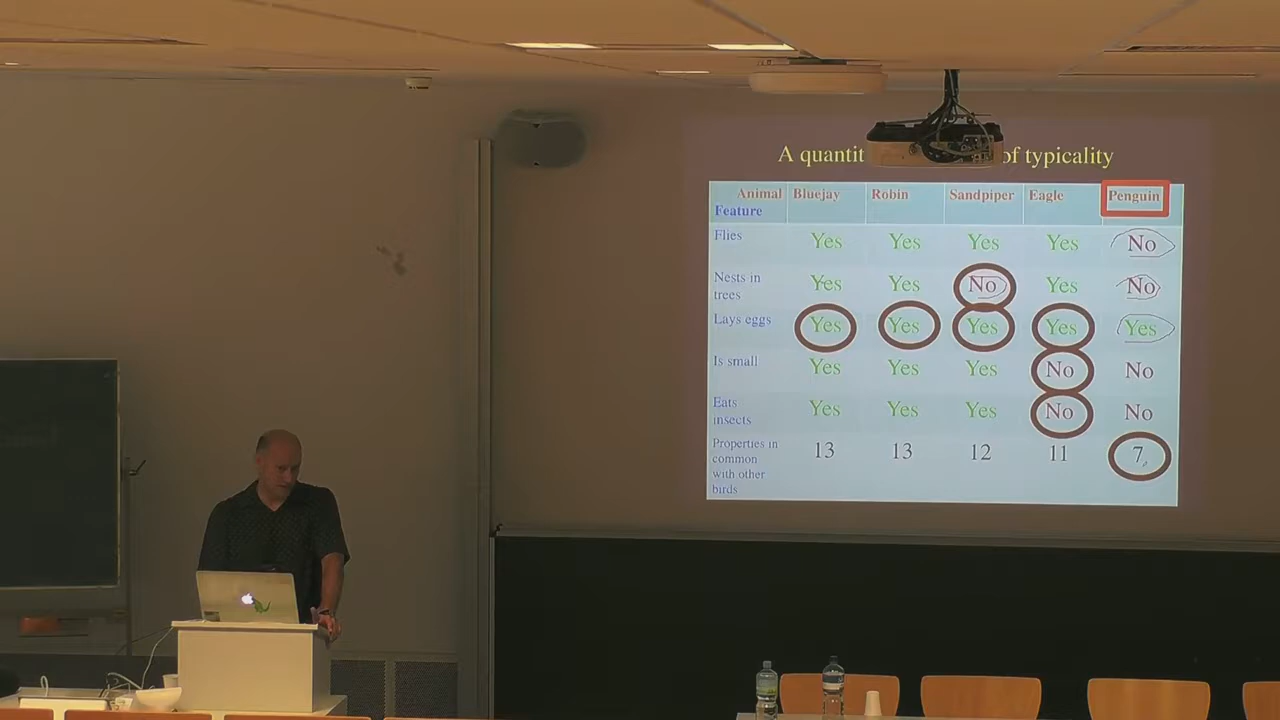 A quantit of typicality
Animal Bluejay Robin Sandpiper Eagle Penguin
Feature
Flies Yes Yes Yes Yes No
Nests in Yes Yes No Yes No
trees
Lays eggs Yes Yes Yes Yes Yes
Is small Yes Yes Yes No No
Eats Yes Yes Yes No No
insects
Properties in 13 13 12 11 7
common
with other
birds